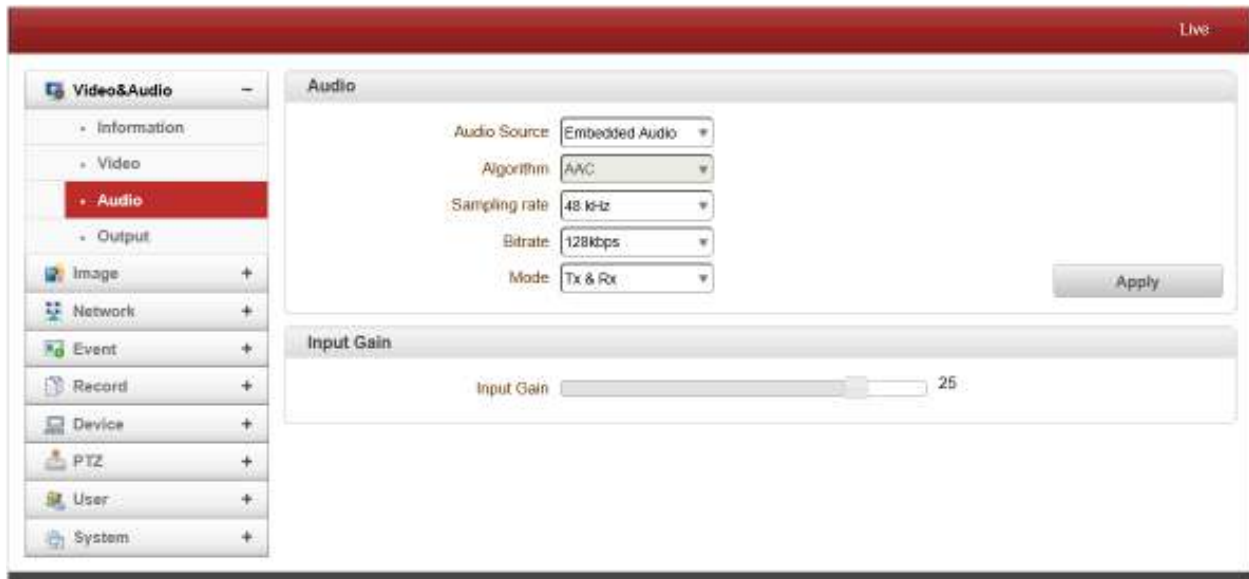 Live
Video&Audio −
Information
Video
Audio
Output
Image +
Network +
Event +
Record +
Device +
PTZ +
User +
System +
Audio
Audio Source Embedded Audio
Algorithm AAC
Sampling rate 48 kHz
Bitrate 128kbps
Mode Tx & Rx
Apply
Input Gain
Input Gain 25